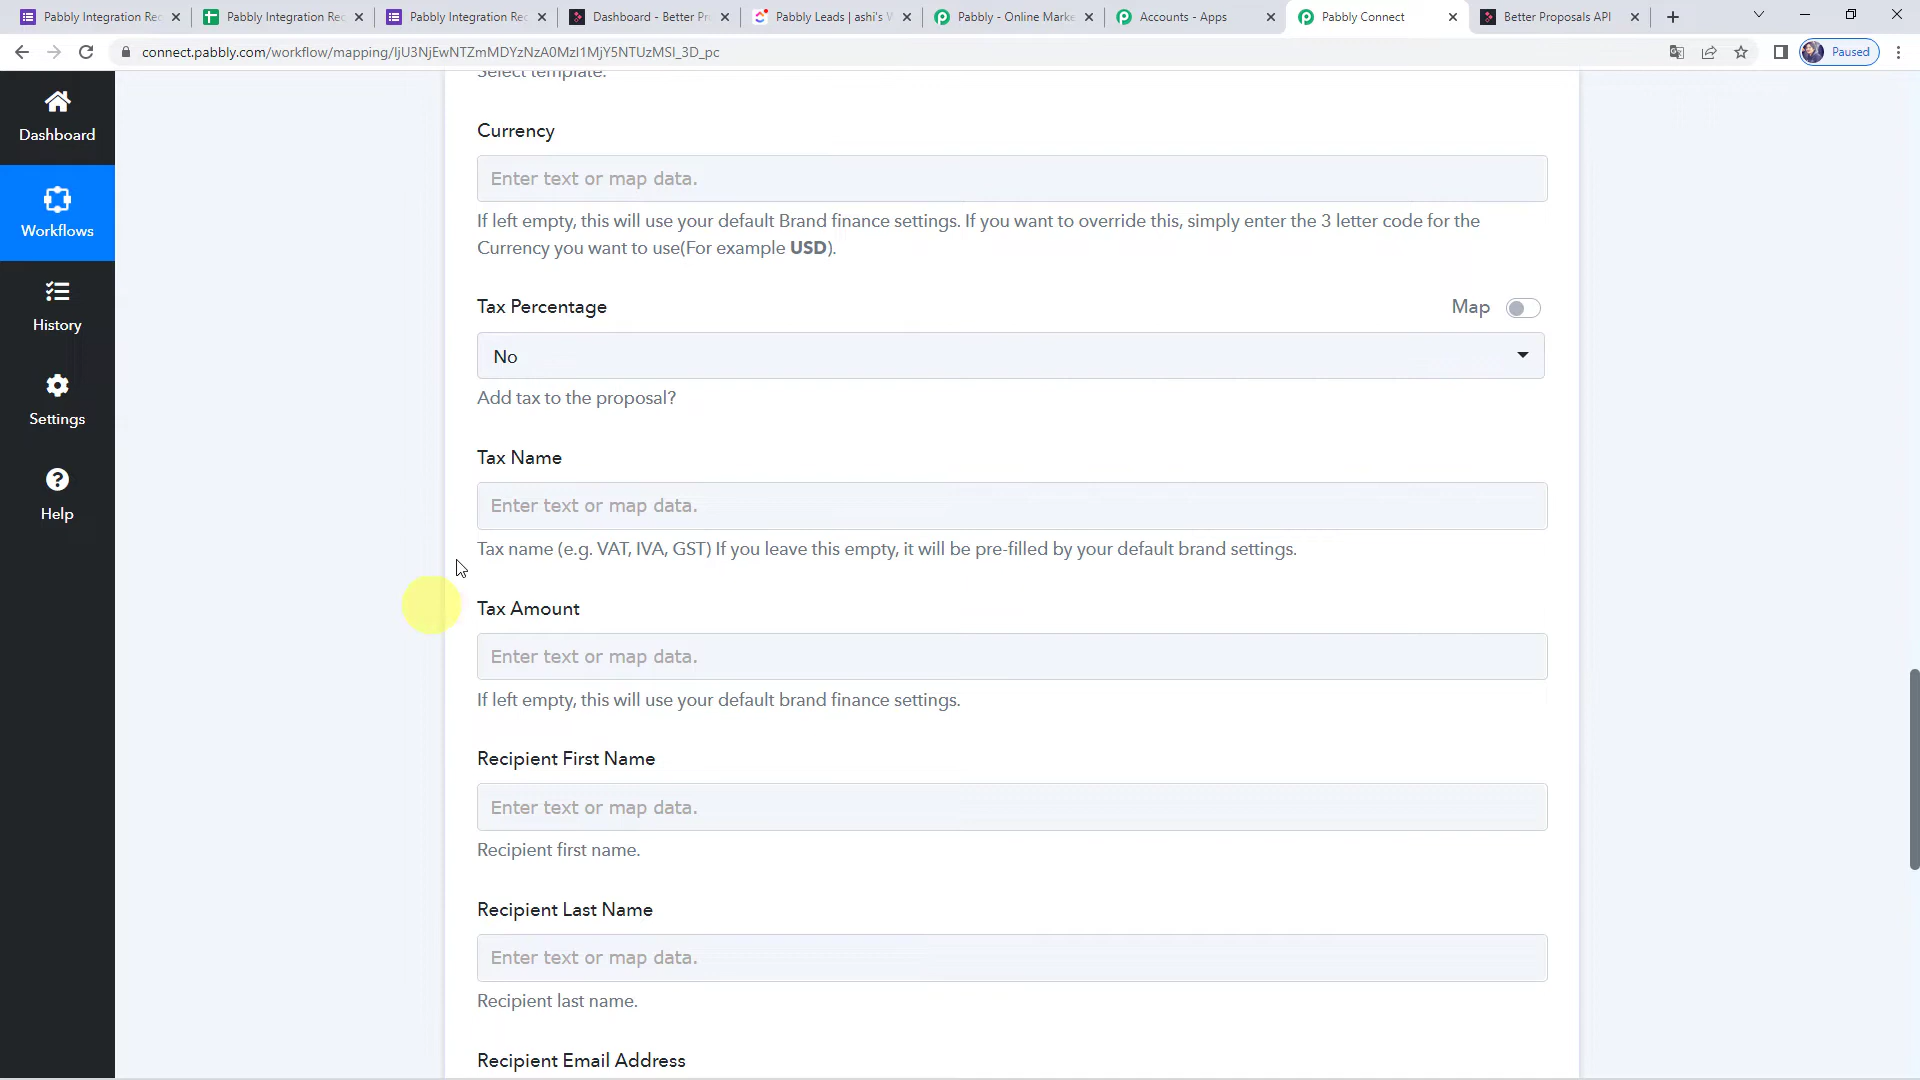 Pabbly Integration Rec
Pabbly Integration Rec
Pabbly Integration Rec
Dashboard - Better Pr
Pabbly Leads | ashi's W
Pabbly - Online Marke
Accounts - Apps
Pabbly Connect
Better Proposals API
connect.pabbly.com/workflow/mapping/IjU3NjEwNTZmMDYzNzA0MzI1MjY5NTUzMSI_3D_pc
Paused
Dashboard
Workflows
History
Settings
Help
Select template.
Currency
Enter text or map data.
If left empty, this will use your default Brand finance settings. If you want to override this, simply enter the 3 letter code for the
Currency you want to use(For example USD).
Tax Percentage
Map
No
Add tax to the proposal?
Tax Name
Enter text or map data.
Tax name (e.g. VAT, IVA, GST) If you leave this empty, it will be pre-filled by your default brand settings.
Tax Amount
Enter text or map data.
If left empty, this will use your default brand finance settings.
Recipient First Name
Enter text or map data.
Recipient first name.
Recipient Last Name
Enter text or map data.
Recipient last name.
Recipient Email Address